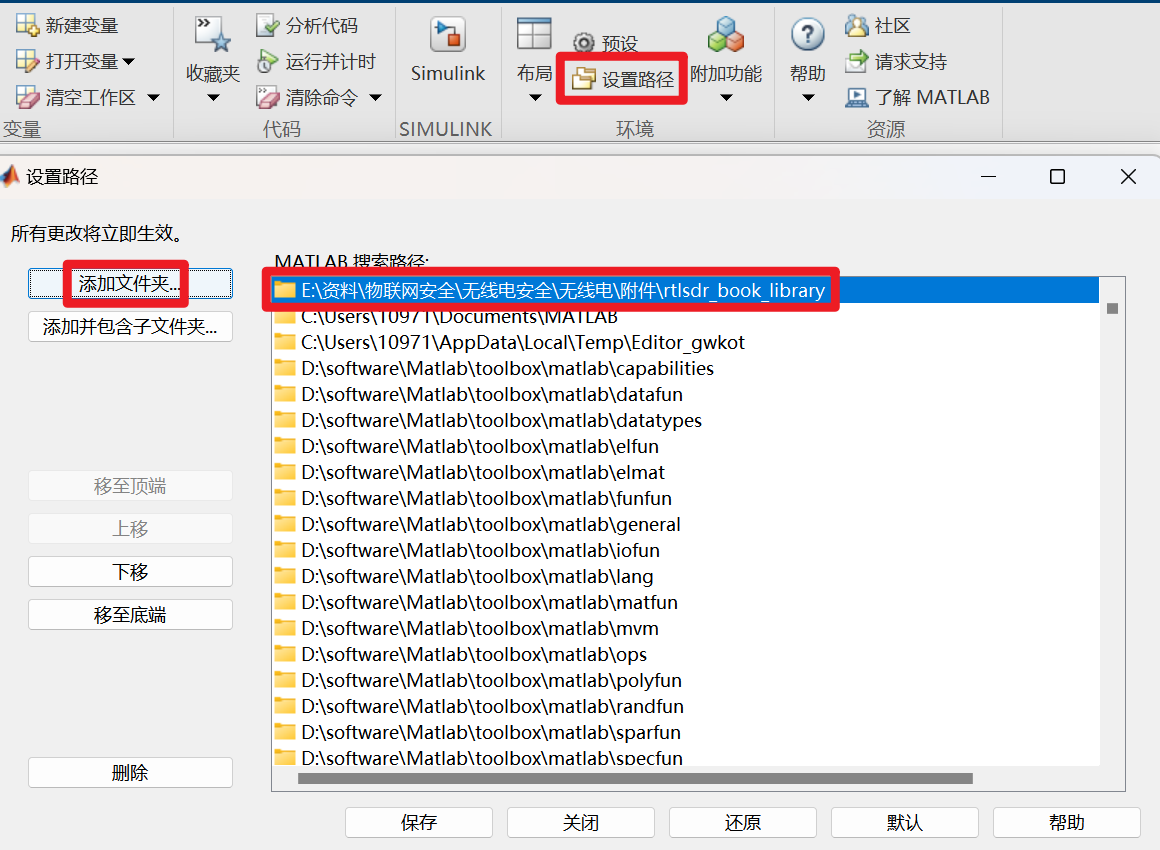 新建变量
打开变量
清空工作区
变量
收藏夹
分析代码
运行并计时
清除命令
代码
Simulink
SIMULINK
布局
预设
设置路径
附加功能
环境
帮助
社区
请求支持
了解 MATLAB
资源
设置路径
所有更改将立即生效。
添加文件夹...
添加并包含子文件夹...
移至顶端
上移
下移
移至底端
删除
MATLAB 搜索路径:
E:\资料\物联网安全\无线电安全\无线电\附件\rtlsdr_book_library
C:\Users\10971\Documents\MATLAB
C:\Users\10971\AppData\Local\Temp\Editor_gwkot
D:\software\Matlab\toolbox\matlab\capabilities
D:\software\Matlab\toolbox\matlab\datafun
D:\software\Matlab\toolbox\matlab\datatypes
D:\software\Matlab\toolbox\matlab\elfun
D:\software\Matlab\toolbox\matlab\elmat
D:\software\Matlab\toolbox\matlab\funfun
D:\software\Matlab\toolbox\matlab\general
D:\software\Matlab\toolbox\matlab\iofun
D:\software\Matlab\toolbox\matlab\lang
D:\software\Matlab\toolbox\matlab\matfun
D:\software\Matlab\toolbox\matlab\mvm
D:\software\Matlab\toolbox\matlab\ops
D:\software\Matlab\toolbox\matlab\polyfun
D:\software\Matlab\toolbox\matlab\randfun
D:\software\Matlab\toolbox\matlab\sparfun
D:\software\Matlab\toolbox\matlab\specfun
保存
关闭
还原
默认
帮助